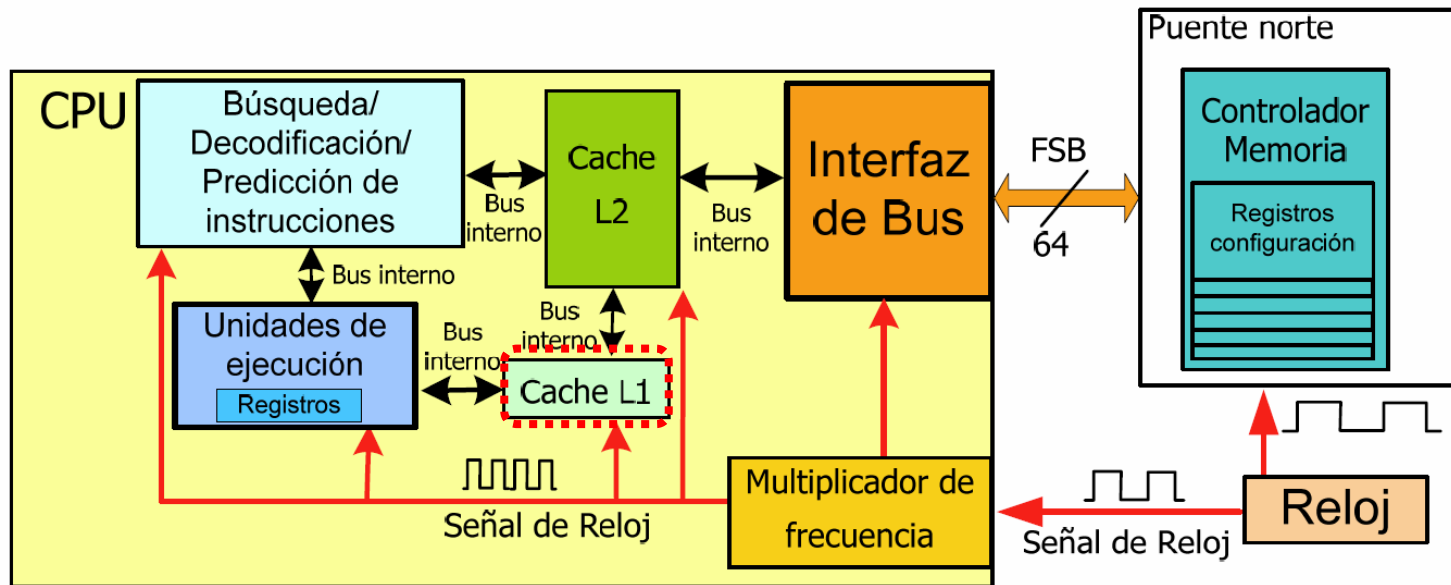 CPU
Búsqueda/
Decodificación/
Predicción de
instrucciones
Bus
interno
Cache
L2
Bus
interno
Interfaz
de Bus
FSB
64
Puente norte
Controlador
Memoria
Registros
configuración
Bus interno
Unidades de
ejecución
Registros
Bus
interno
Bus
interno
Cache L1
Señal de Reloj
Multiplicador de
frecuencia
Señal de Reloj
Reloj